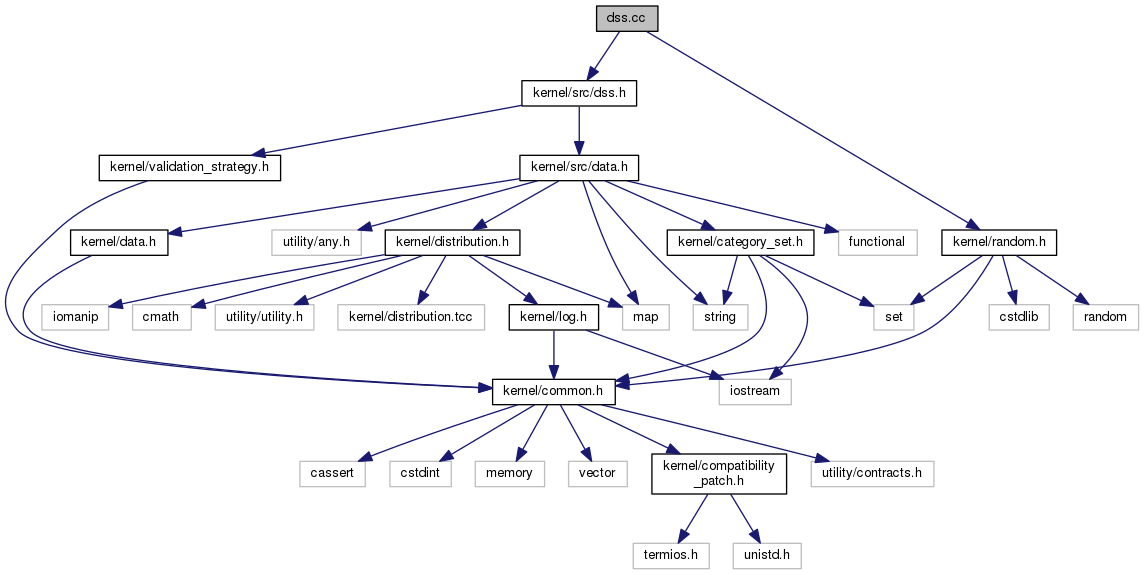 dss.cc
kernel/src/dss.h
kernel/validation_strategy.h
kernel/src/data.h
kernel/data.h
utility/any.h
kernel/distribution.h
kernel/category_set.h
functional
kernel/random.h
iomanip
cmath
utility/utility.h
kernel/distribution.tcc
kernel/log.h
map
string
set
cstdlib
random
kernel/common.h
iostream
cassert
cstdint
memory
vector
kernel/compatibility
_patch.h
utility/contracts.h
termios.h
unistd.h